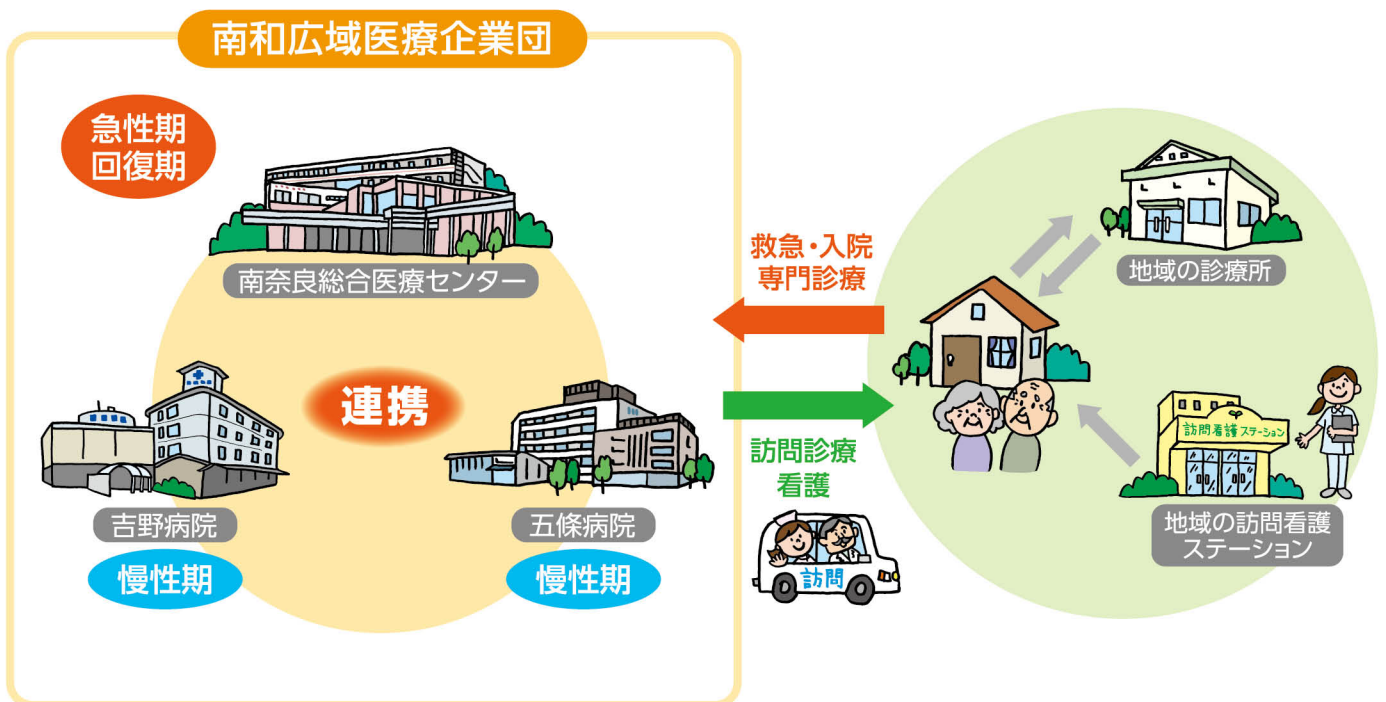 南和広域医療企業団
急性期
回復期
南奈良総合医療センター
連携
吉野病院
慢性期
五條病院
慢性期
救急・入院
専門診療
訪問診療
看護
訪問
地域の診療所
訪問看護ステーション
地域の訪問看護
ステーション